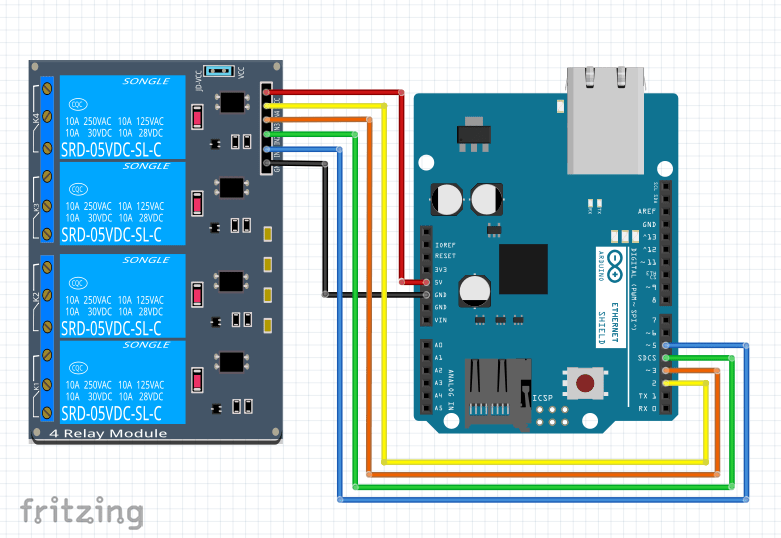 SONGLE
JD-VCC
VCC
CQC
10A 250VAC 10A 125VAC
10A 30VDC 10A 28VDC
SRD-05VDC-SL-C
K4
SONGLE
CQC
10A 250VAC 10A 125VAC
10A 30VDC 10A 28VDC
SRD-05VDC-SL-C
K3
SONGLE
CQC
10A 250VAC 10A 125VAC
10A 30VDC 10A 28VDC
SRD-05VDC-SL-C
K2
SONGLE
CQC
10A 250VAC 10A 125VAC
10A 30VDC 10A 28VDC
SRD-05VDC-SL-C
K1
4 Relay Module
IOREF
RESET
3V3
5V
GND
GND
VIN
A0
A1
A2
A3
A4
A5
ANALOG IN
RX
TX
SCL
SDA
AREF
GND
~13
~12
~11
~9
8
7
~6
~5
SDCS
~3
2
TX 1
RX 0
DIGITAL (PWM~ SPI*)
ARDUINO
ETHERNET
SHIELD
ICSP
fritzing